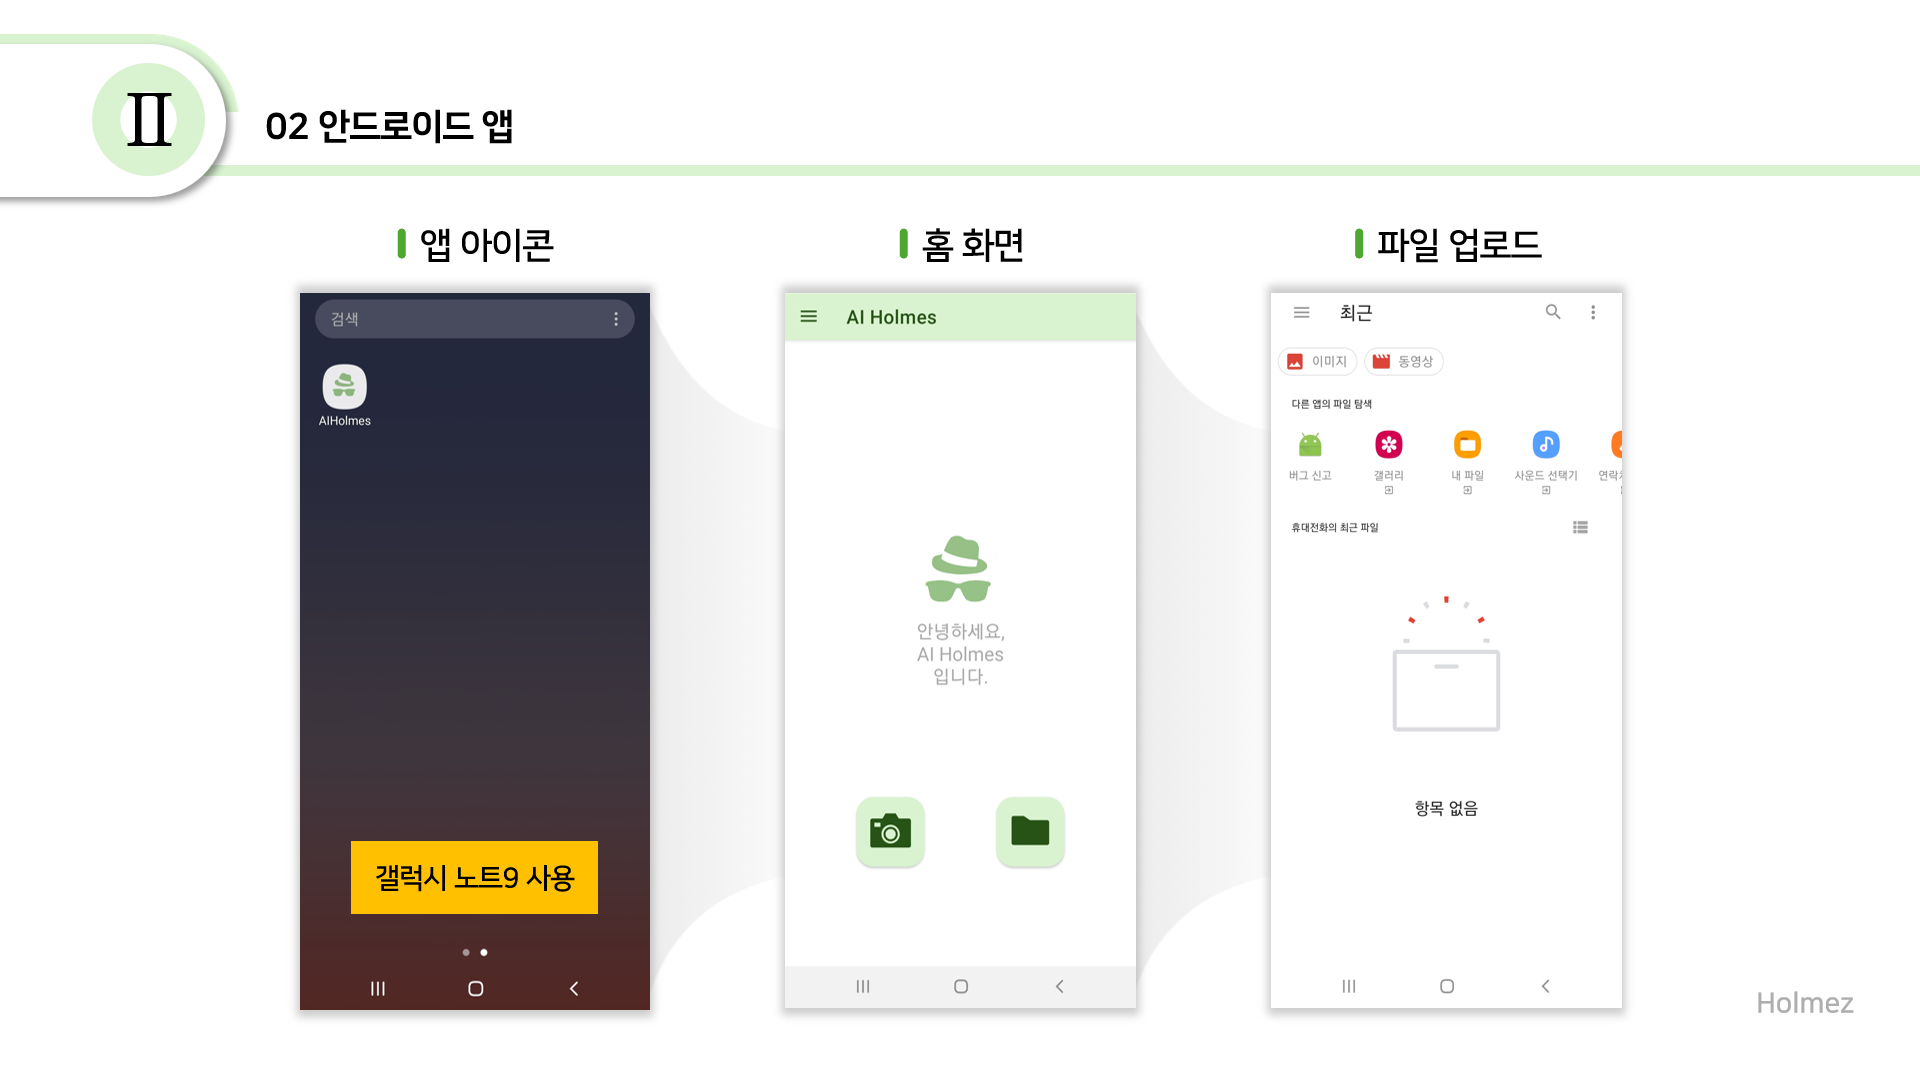 Ⅱ
02 안드로이드 앱
앱 아이콘
검색
AIHolmes
갤럭시 노트9 사용
홈 화면
AI Holmes
안녕하세요,
AI Holmes
입니다.
파일 업로드
최근
이미지
동영상
다른 앱의 파일 탐색
버그 신고
갤러리
내 파일
사운드 선택기
휴대전화의 최근 파일
항목 없음
Holmez